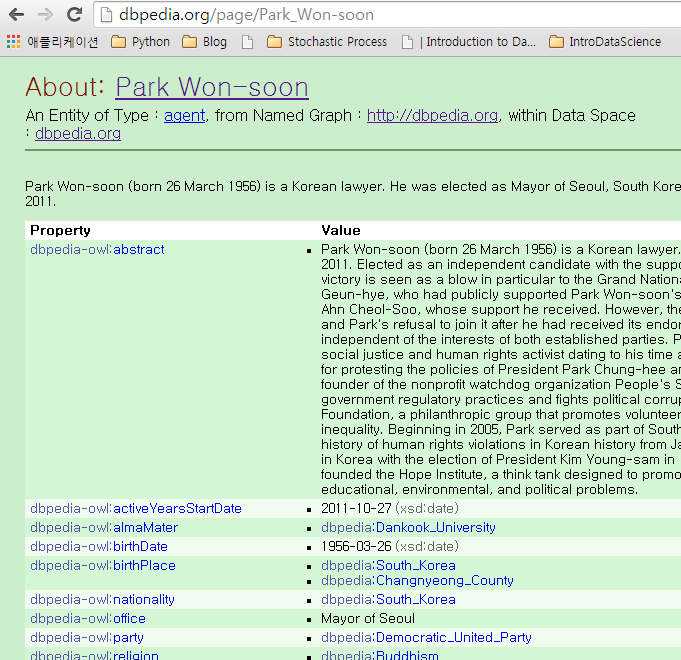 dbpedia.org/page/Park_Won-soon
애플리케이션 Python Blog Stochastic Process | Introduction to Da... IntroDataScience
About: Park Won-soon
An Entity of Type : agent, from Named Graph : http://dbpedia.org, within Data Space
: dbpedia.org
Park Won-soon (born 26 March 1956) is a Korean lawyer. He was elected as Mayor of Seoul, South Kore
2011.
Property Value
dbpedia-owl:abstract ▪ Park Won-soon (born 26 March 1956) is a Korean lawyer.
2011. Elected as an independent candidate with the suppo
victory is seen as a blow in particular to the Grand Nationa
Geun-hye, who had publicly supported Park Won-soon's
Ahn Cheol-Soo, whose support he received. However, the
and Park's refusal to join it after he had received its endor
independent of the interests of both established parties. P
social justice and human rights activist dating to his time a
for protesting the policies of President Park Chung-hee an
founder of the nonprofit watchdog organization People's S
government regulatory practices and fights political corrup
Foundation, a philanthropic group that promotes volunteer
inequality. Beginning in 2005, Park served as part of South
history of human rights violations in Korean history from Ja
in Korea with the election of President Kim Young-sam in
founded the Hope Institute, a think tank designed to promo
educational, environmental, and political problems.
dbpedia-owl:activeYearsStartDate ▪ 2011-10-27 (xsd:date)
dbpedia-owl:almaMater ▪ dbpedia:Dankook_University
dbpedia-owl:birthDate ▪ 1956-03-26 (xsd:date)
dbpedia-owl:birthPlace ▪ dbpedia:South_Korea
▪ dbpedia:Changnyeong_County
dbpedia-owl:nationality ▪ dbpedia:South_Korea
dbpedia-owl:office ▪ Mayor of Seoul
dbpedia-owl:party ▪ dbpedia:Democratic_United_Party
dbpedia-owl:religion ▪ dbpedia:Buddhism